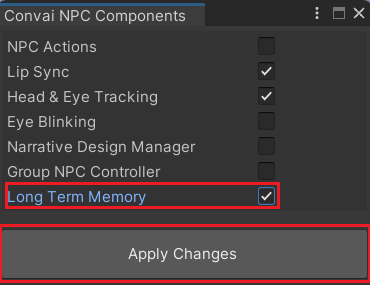 Convai NPC Components
NPC Actions
Lip Sync
Head & Eye Tracking
Eye Blinking
Narrative Design Manager
Group NPC Controller
Long Term Memory
Apply Changes